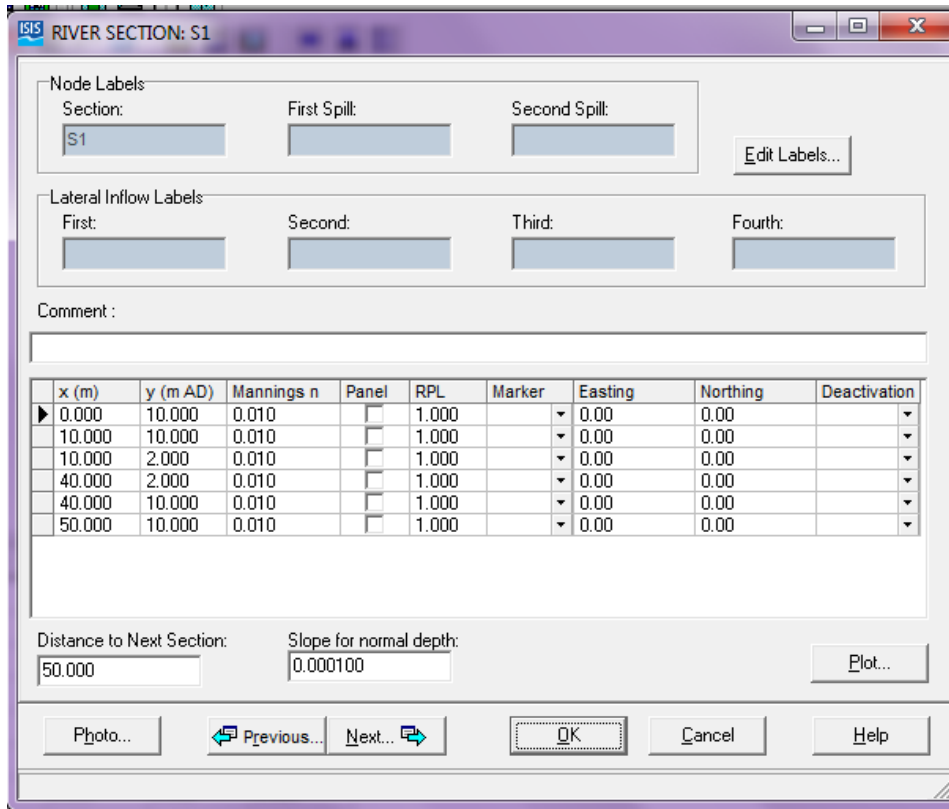 ISIS RIVER SECTION: S1
Node Labels
Section: First Spill: Second Spill:
S1
Edit Labels...
Lateral Inflow Labels
First: Second: Third: Fourth:
Comment :
x (m) y (m AD) Mannings n Panel RPL Marker Easting Northing Deactivation
0.000 10.000 0.010 1.000 0.00 0.00
10.000 10.000 0.010 1.000 0.00 0.00
10.000 2.000 0.010 1.000 0.00 0.00
40.000 2.000 0.010 1.000 0.00 0.00
40.000 10.000 0.010 1.000 0.00 0.00
50.000 10.000 0.010 1.000 0.00 0.00
Distance to Next Section: Slope for normal depth:
50.000 0.000100 Plot...
Photo... Previous... Next... OK Cancel Help